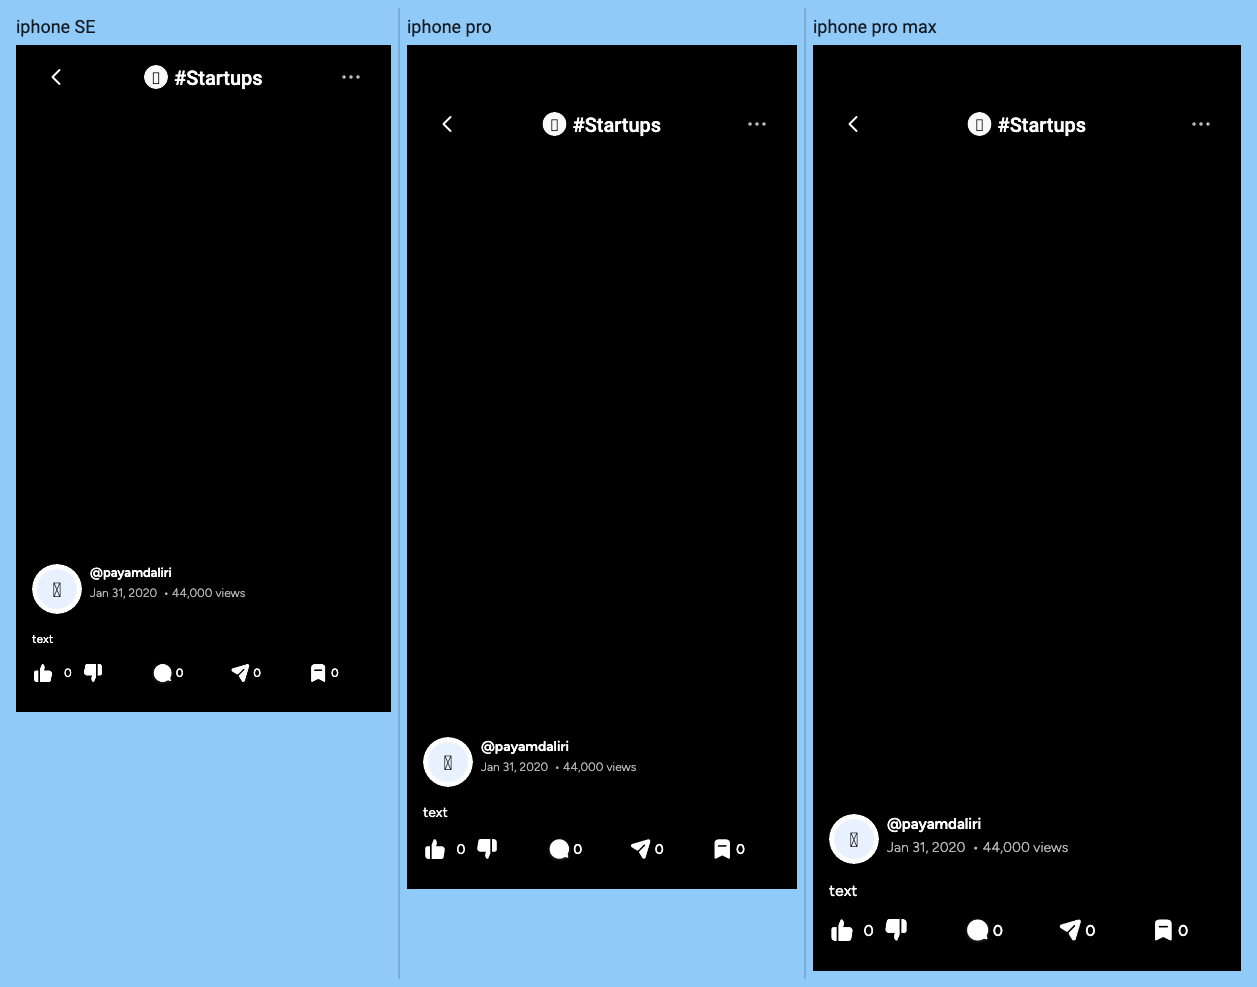 iphone SE
#Startups
@payamdaliri
Jan 31, 2020 • 44,000 views
text
0 0 0 0
iphone pro
#Startups
@payamdaliri
Jan 31, 2020 • 44,000 views
text
0 0 0 0
iphone pro max
#Startups
@payamdaliri
Jan 31, 2020 • 44,000 views
text
0 0 0 0